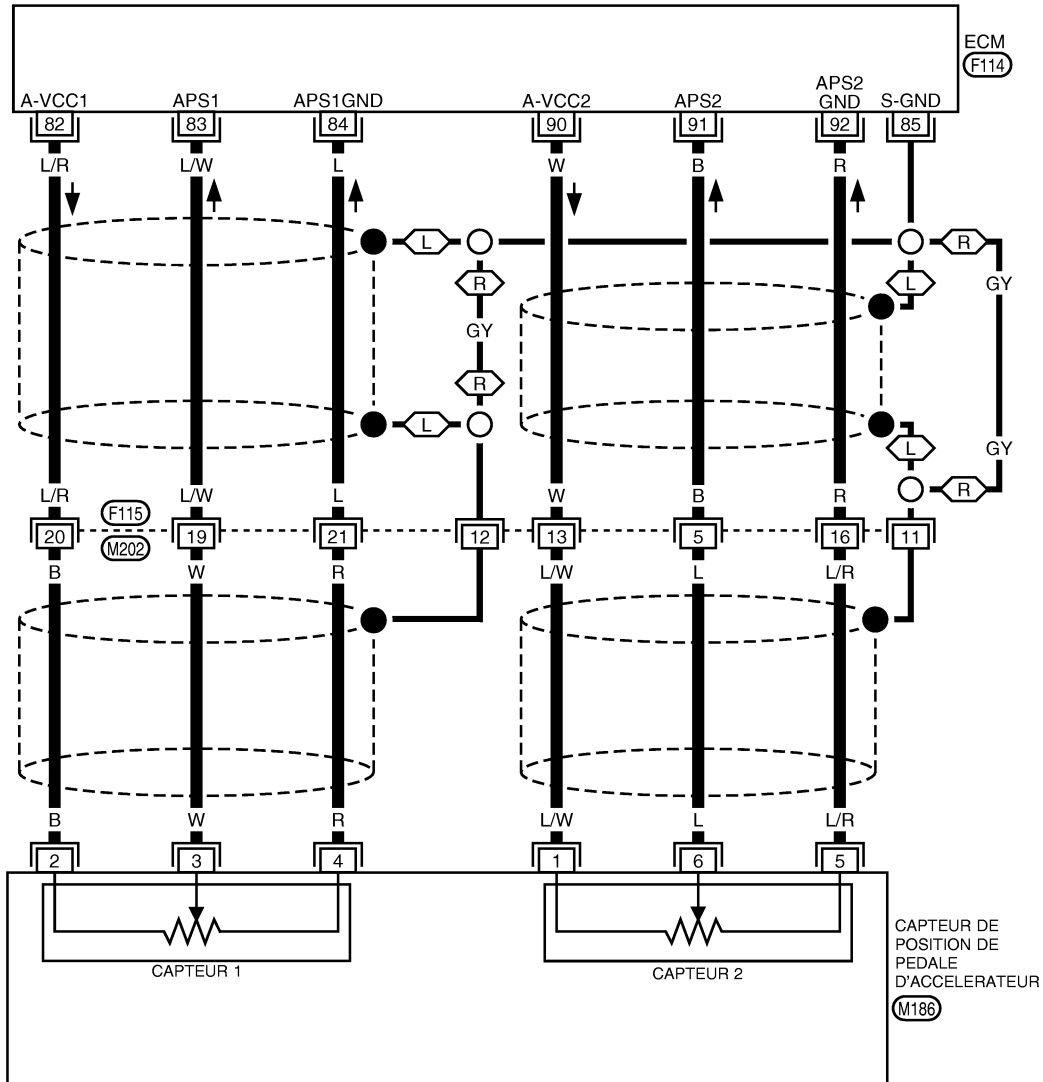 ECM
F114
A-VCC1 APS1 APS1GND A-VCC2 APS2 APS2 GND S-GND
82 83 84 90 91 92 85
L/R L/W L W B R
L R
R L
GY GY
R
L L GY
R
L/R L/W L W B R
F115
20 19 21 12 13 5 16 11
M202
B W R L/W L L/R
B W R L/W L L/R
2 3 4 1 6 5
CAPTEUR 1 CAPTEUR 2
CAPTEUR DE
POSITION DE
PEDALE
D'ACCELERATEUR
M186